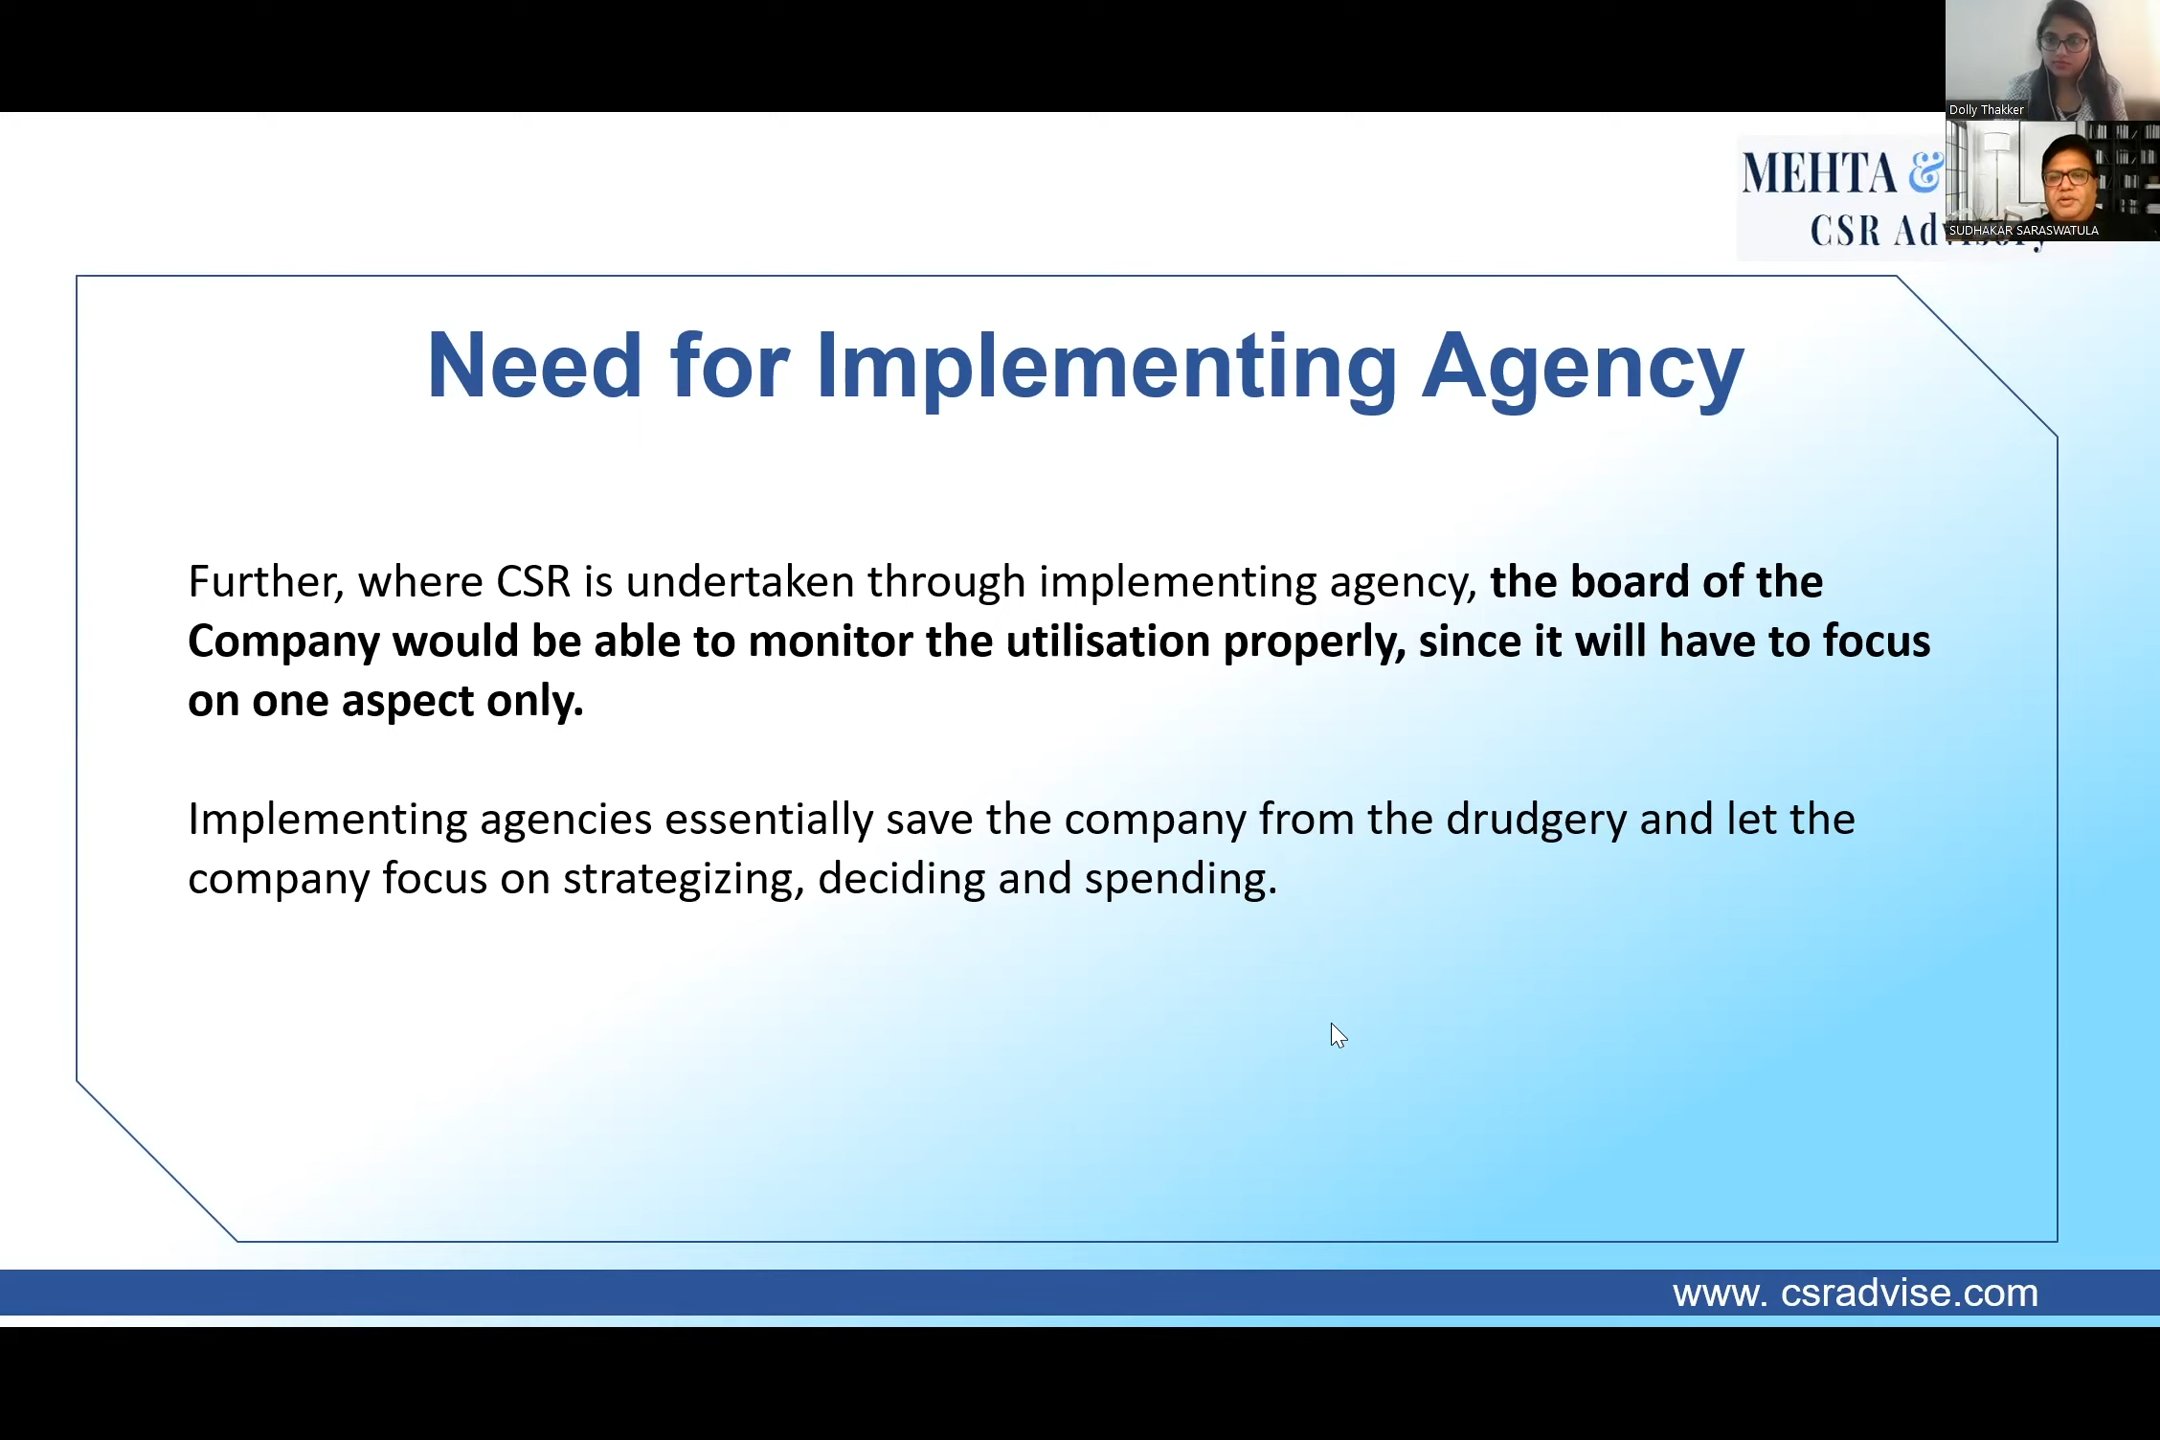 Dolly Thakker
MEHTA &
SUDHAKAR SARASWATULA
CSR Advisory
Need for Implementing Agency
Further, where CSR is undertaken through implementing agency, the board of the
Company would be able to monitor the utilisation properly, since it will have to focus
on one aspect only.
Implementing agencies essentially save the company from the drudgery and let the
company focus on strategizing, deciding and spending.
www. csradvise.com